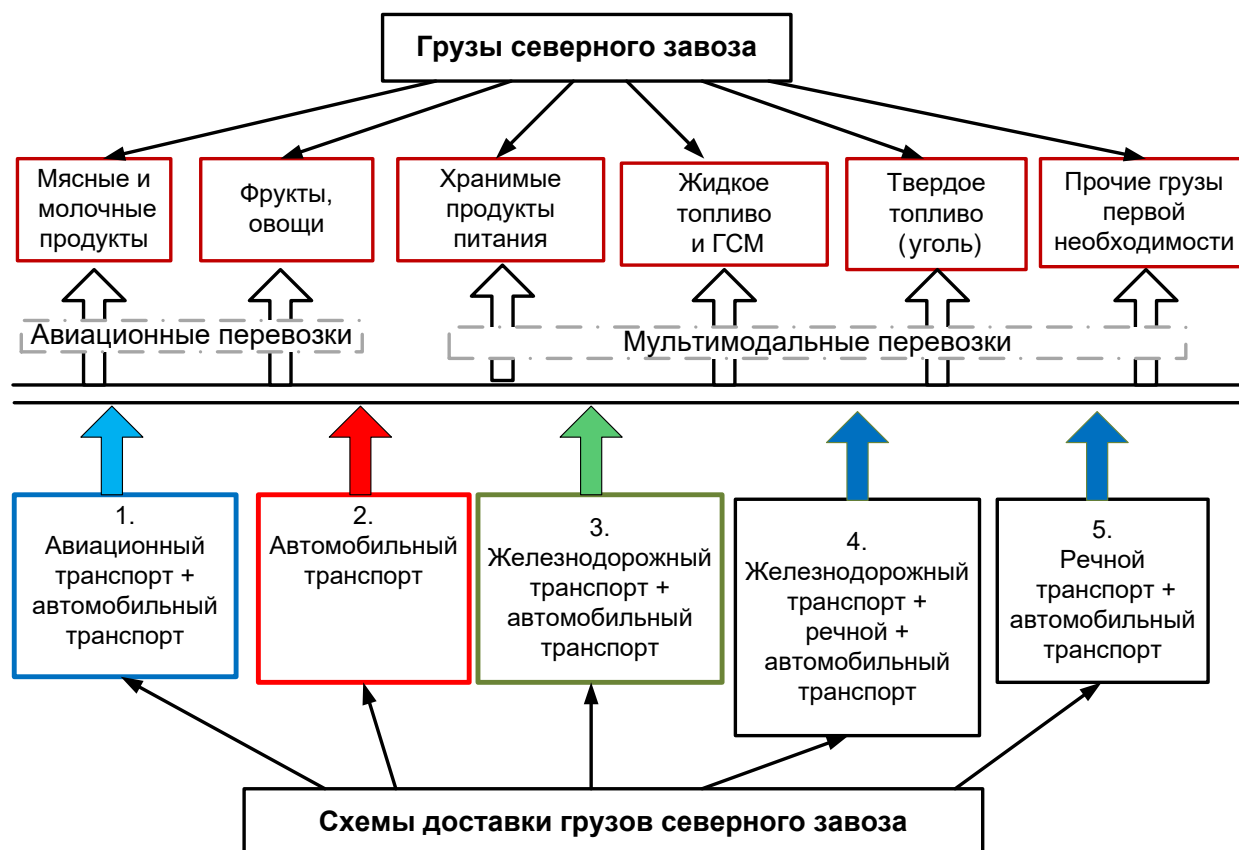 Грузы северного завоза
Мясные и
молочные
продукты
Фрукты,
овощи
Хранимые
продукты
питания
Жидкое
топливо
и ГСМ
Твердое
топливо
(уголь)
Прочие грузы
первой
необходимости
Авиационные перевозки
Мультимодальные перевозки
1.
Авиационный
транспорт +
автомобильный
транспорт
2.
Автомобильный
транспорт
3.
Железнодорожный
транспорт +
автомобильный
транспорт
4.
Железнодорожный
транспорт +
речной +
автомобильный
транспорт
5.
Речной
транспорт +
автомобильный
транспорт
Схемы доставки грузов северного завоза